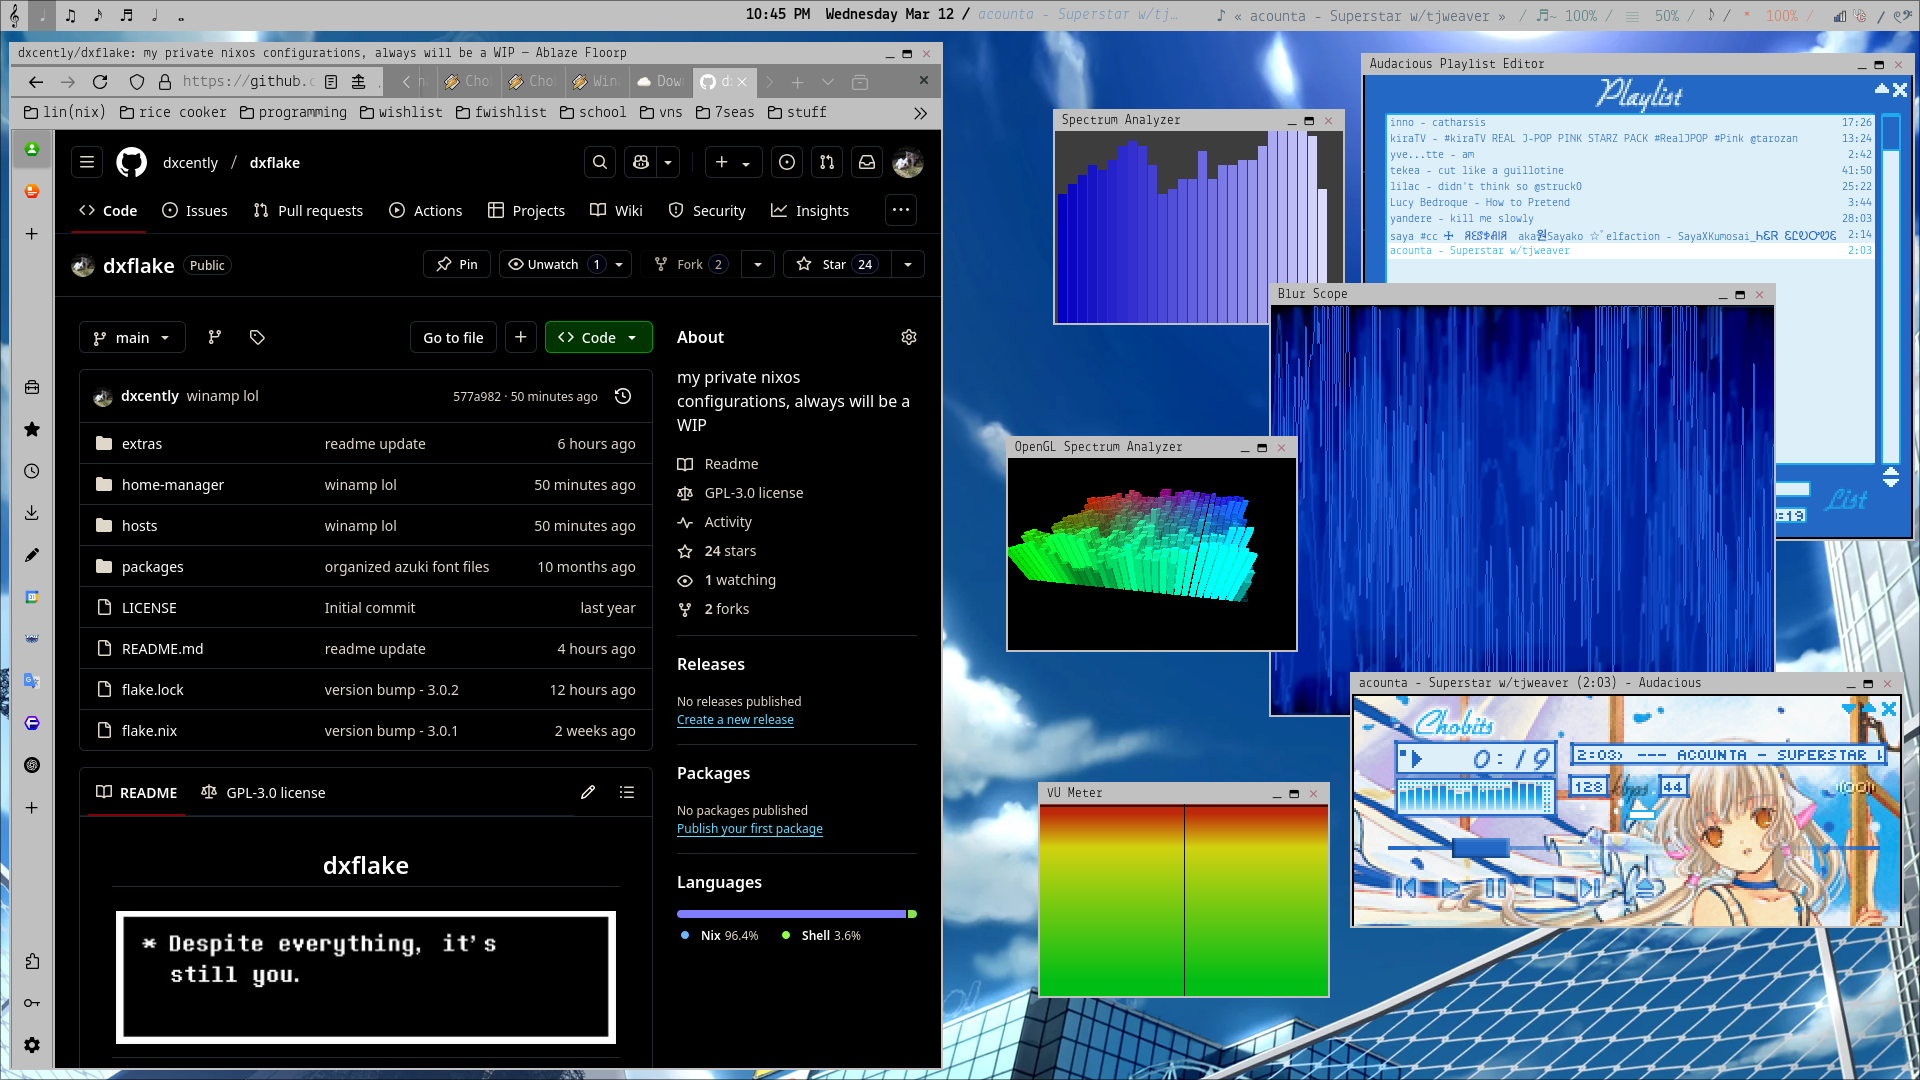 10:45 PM  Wednesday Mar 12 / acounta - Superstar w/tj…
« acounta - Superstar w/tjweaver » / 100% / 50% / / 100% /
dxcently/dxflake: my private nixos configurations, always will be a WIP — Ablaze Floorp
https://github.c
Cho
Cho
Win
Dow
d:
lin(nix)
rice cooker
programming
wishlist
fwishlist
school
vns
7seas
stuff
dxcently / dxflake
Code
Issues
Pull requests
Actions
Projects
Wiki
Security
Insights
dxflake
Public
Pin
Unwatch 1
Fork 2
Star 24
main
Go to file
Code
dxcently winamp lol 577a982 · 50 minutes ago
extras readme update 6 hours ago
home-manager winamp lol 50 minutes ago
hosts winamp lol 50 minutes ago
packages organized azuki font files 10 months ago
LICENSE Initial commit last year
README.md readme update 4 hours ago
flake.lock version bump - 3.0.2 12 hours ago
flake.nix version bump - 3.0.1 2 weeks ago
README
GPL-3.0 license
dxflake
* Despite everything, it's
still you.
About
my private nixos
configurations, always will be a
WIP
Readme
GPL-3.0 license
Activity
24 stars
1 watching
2 forks
Releases
No releases published
Create a new release
Packages
No packages published
Publish your first package
Languages
Nix 96.4%
Shell 3.6%
Spectrum Analyzer
Audacious Playlist Editor
Playlist
inno - catharsis 17:26
kiraTV - #kiraTV REAL J-POP PINK STARZ PACK #RealJPOP #Pink @tarozan 13:24
yve...tte - am 2:42
tekea - cut like a guillotine 41:50
lilac - didn't think so @struck0 25:22
Lucy Bedroque - How to Pretend 3:44
yandere - kill me slowly 28:03
saya #cc aka Sayako elfaction - SayaXKumosai_ 2:14
acounta - Superstar w/tjweaver 2:03
List
:19
Blur Scope
OpenGL Spectrum Analyzer
VU Meter
acounta - Superstar w/tjweaver (2:03) - Audacious
Chobits
0:19
2:03) --- ACOUNTA - SUPERSTAR
128 kbps 44